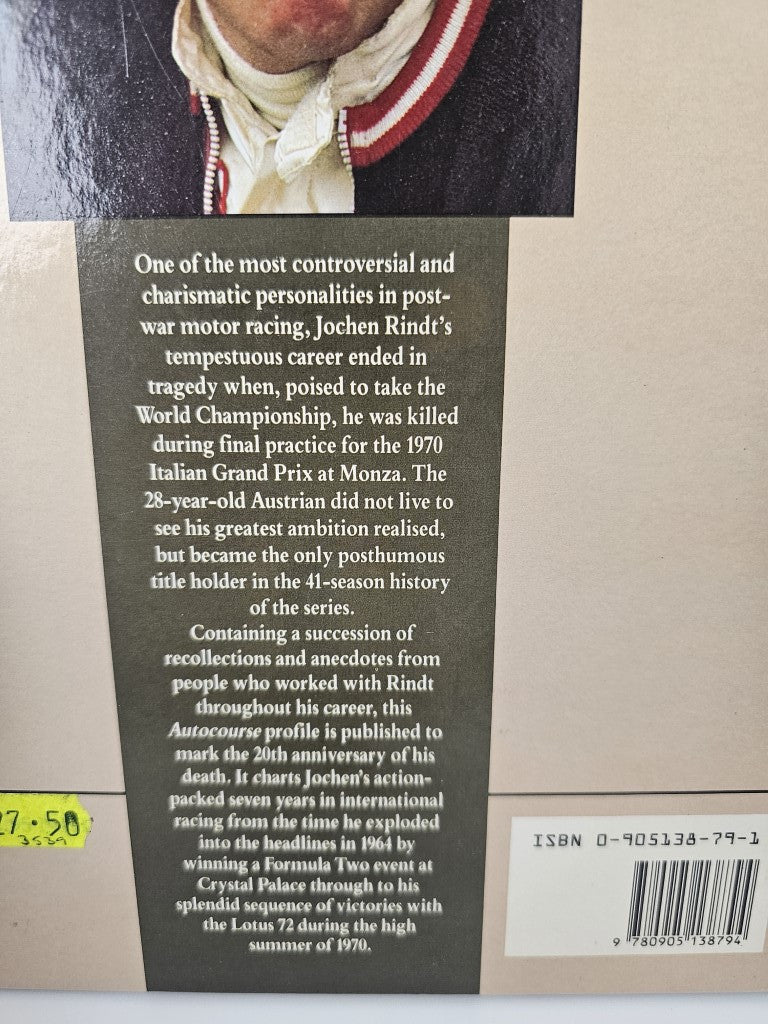 One of the most controversial and
charismatic personalities in post-
war motor racing, Jochen Rindt's
tempestuous career ended in
tragedy when, poised to take the
World Championship, he was killed
during final practice for the 1970
Italian Grand Prix at Monza. The
28-year-old Austrian did not live to
see his greatest ambition realised,
but became the only posthumous
title holder in the 41-season history
of the series.
Containing a succession of
recollections and anecdotes from
people who worked with Rindt
throughout his career, this
Autocourse profile is published to
mark the 20th anniversary of his
death. It charts Jochen's action-
packed seven years in international
racing from the time he exploded
into the headlines in 1964 by
winning a Formula Two event at
Crystal Palace through to his
splendid sequence of victories with
the Lotus 72 during the high
summer of 1970.
27.50
3529
ISBN 0-905138-79-1
9 780905 138794